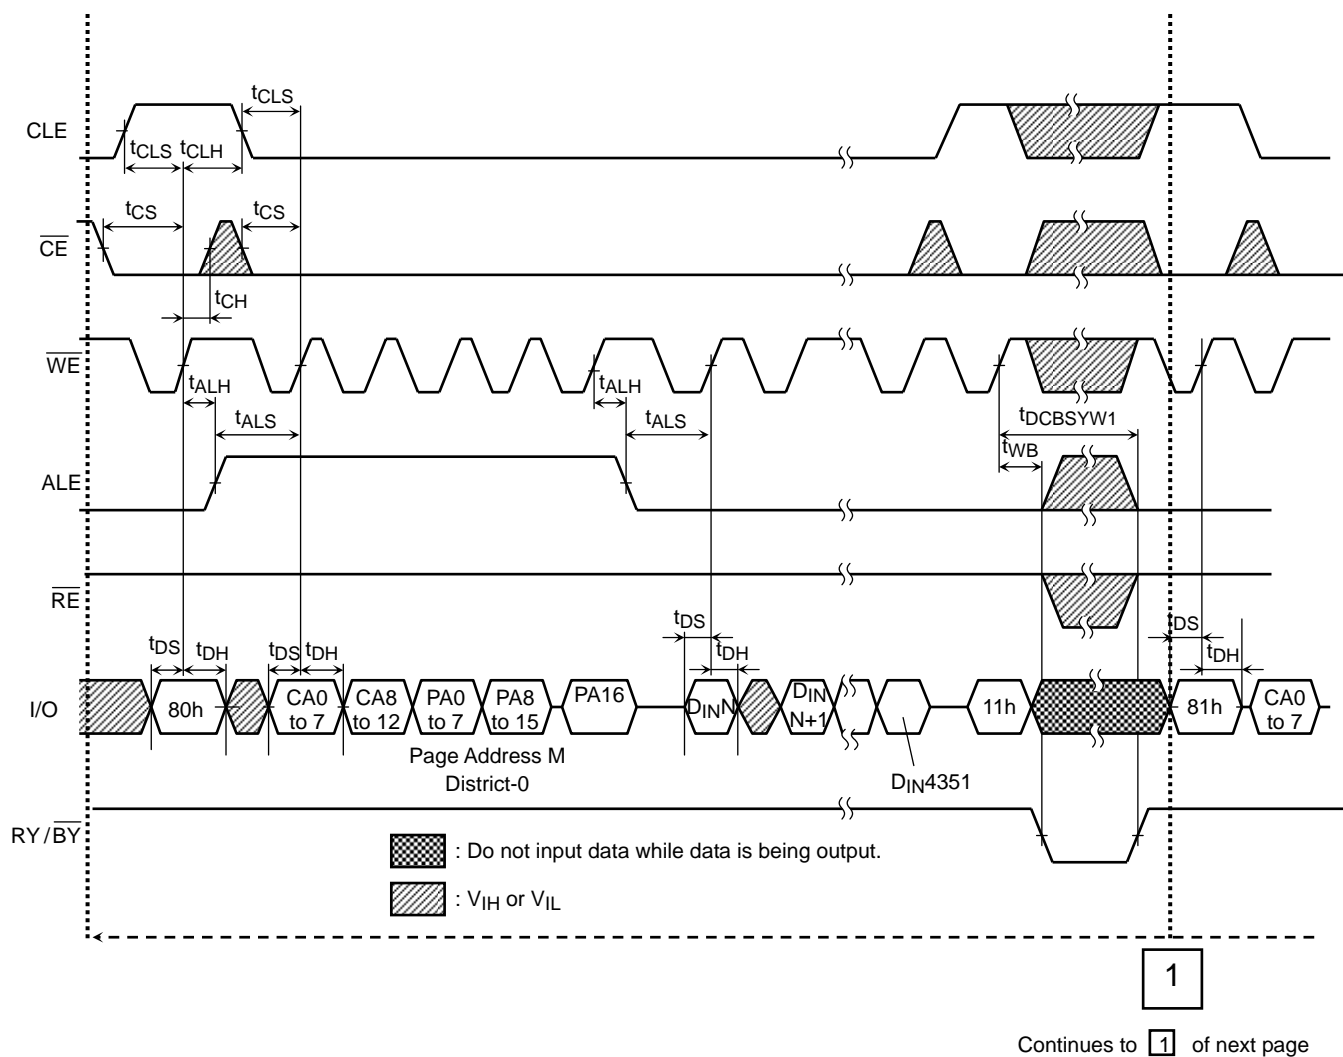 tCLS
CLE
tCLS tCLH
tCS tCS
CE
tCH
WE
tALH tALH
tALS tALS
tDCBSYW1
tWB
ALE
RE
tDS tDH tDS tDH tDS tDH DS tDH
I/O
80h
CA0 to 7
CA8 to 12
PA0 to 7
PA8 to 15
PA16
DINN
DIN N+1
11h
81h
CA0 to 7
Page Address M
District-0
DIN4351
RY/BY
: Do not input data while data is being output.
: VIH or VIL
1
Continues to 1 of next page